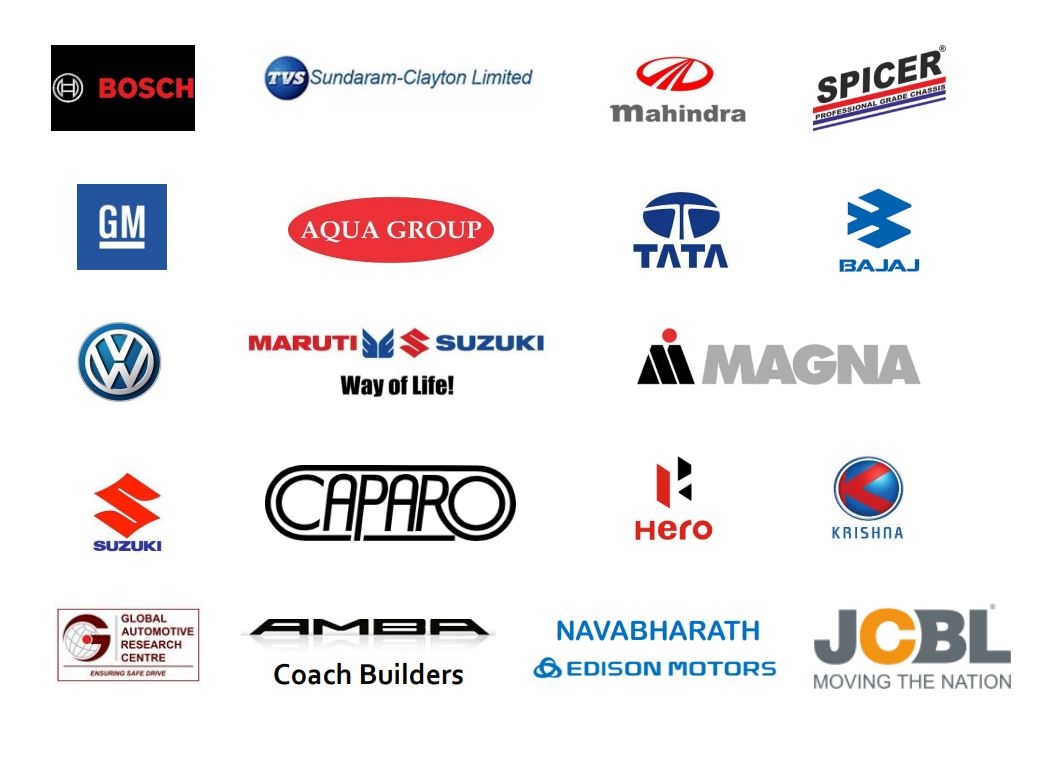 BOSCH
TVS Sundaram-Clayton Limited
mahindra
SPICER®
PROFESSIONAL GRADE CHASSIS
GM
AQUA GROUP
TATA
BAJAJ
VW
MARUTI SUZUKI
Way of Life!
MAGNA
SUZUKI
CAPARO
Hero
KRISHNA
G
GLOBAL
AUTOMOTIVE
RESEARCH
CENTRE
ENSURING SAFE DRIVE
AMBA
Coach Builders
NAVABHARATH
EDISON MOTORS
JCBL®
MOVING THE NATION